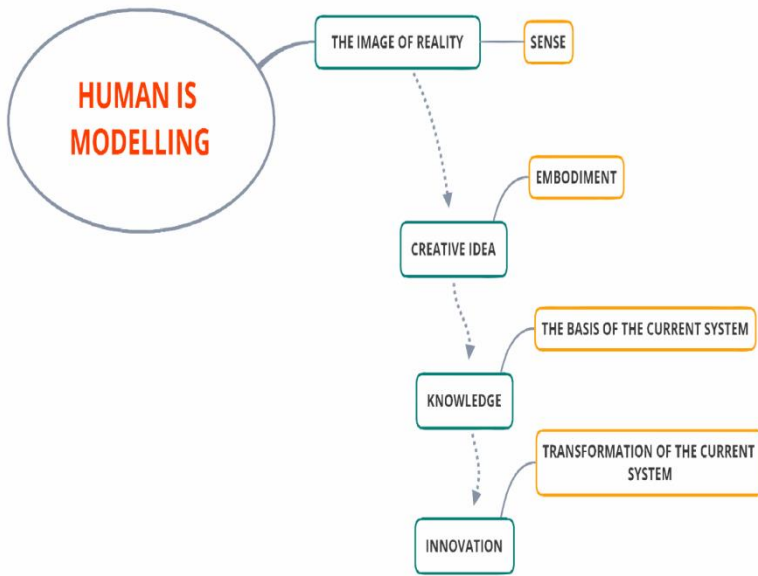 HUMAN IS
MODELLING
THE IMAGE OF REALITY
SENSE
EMBODIMENT
CREATIVE IDEA
THE BASIS OF THE CURRENT SYSTEM
KNOWLEDGE
TRANSFORMATION OF THE CURRENT
SYSTEM
INNOVATION